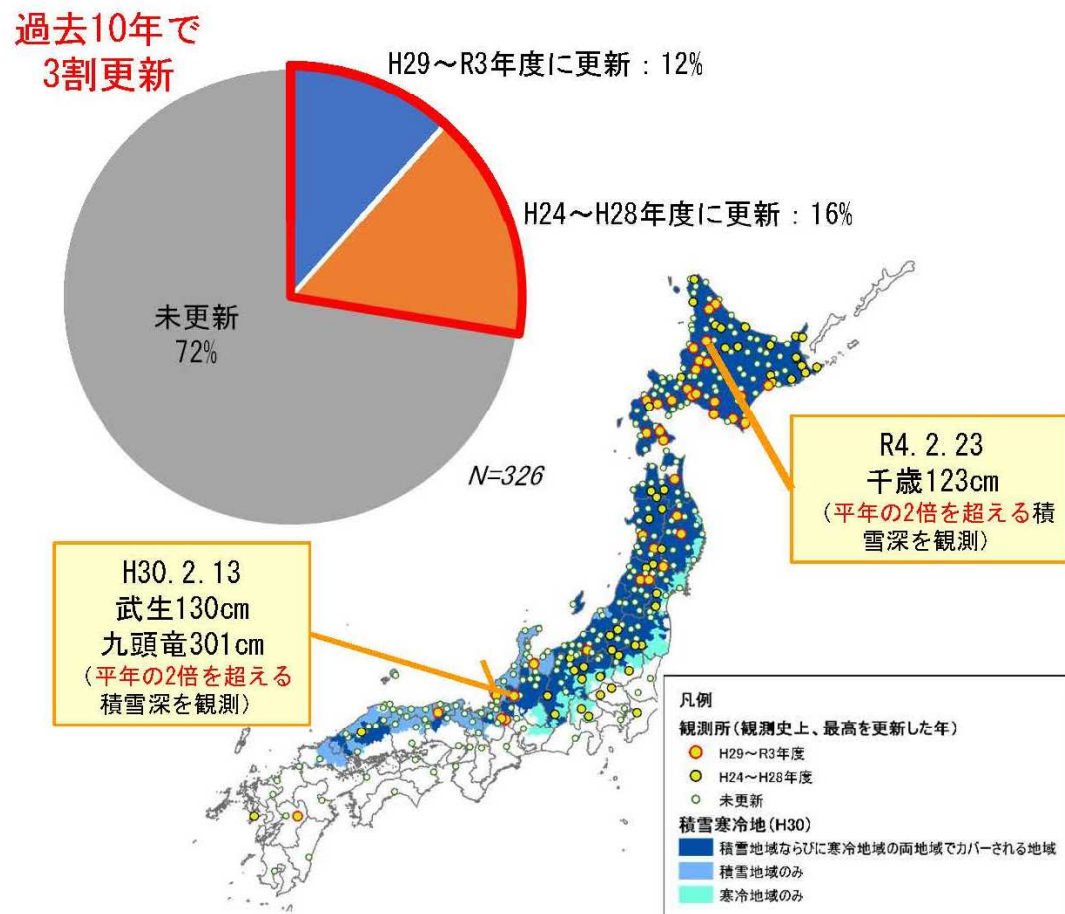 過去10年で
3割更新
H29～R3年度に更新：12%
H24～H28年度に更新：16%
未更新
72%
N=326
R4.2.23
千歳123cm
（平年の2倍を超える積
雪深を観測）
H30.2.13
武生130cm
九頭竜301cm
（平年の2倍を超える
積雪深を観測）
凡例
観測所（観測史上、最高を更新した年）
H29～R3年度
H24～H28年度
未更新
積雪寒冷地（H30）
積雪地域ならびに寒冷地域の両地域でカバーされる地域
積雪地域のみ
寒冷地域のみ